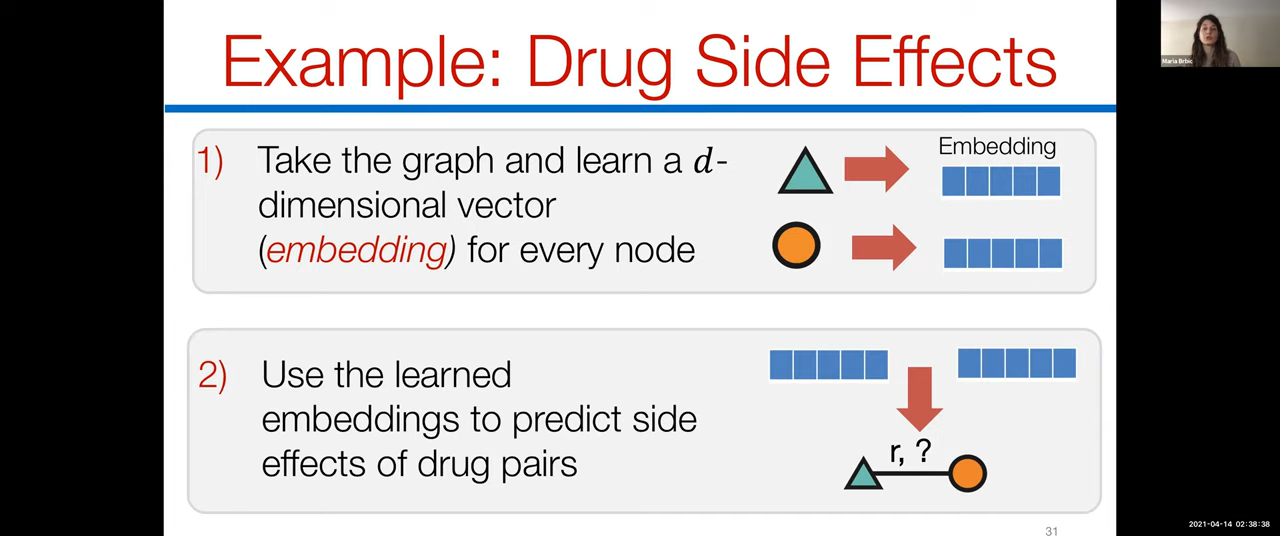 Example: Drug Side Effects
Maria Brbic
1) Take the graph and learn a d-
dimensional vector
(embedding) for every node
Embedding
2) Use the learned
embeddings to predict side
effects of drug pairs
r, ?
31
2021-04-14 02:38:38